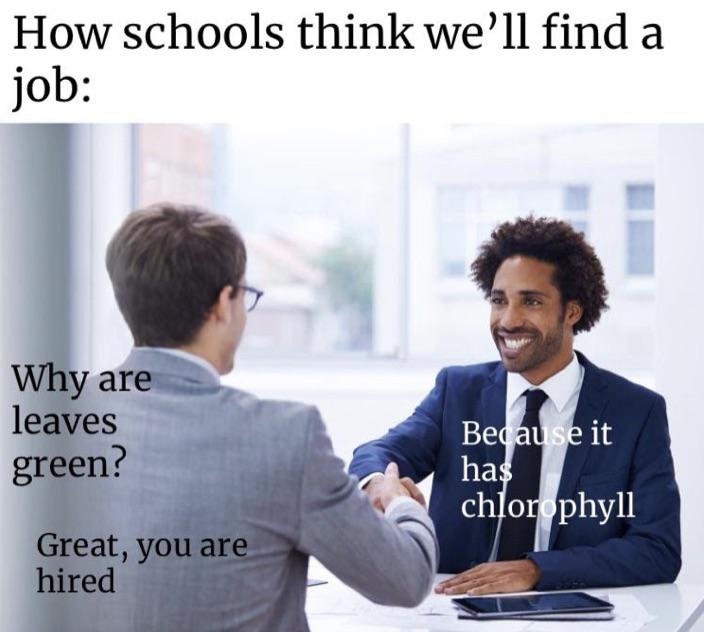 How schools think we’ll find a
job:
Why are
leaves
green?
Because it
has
chlorophyll
Great, you are
hired